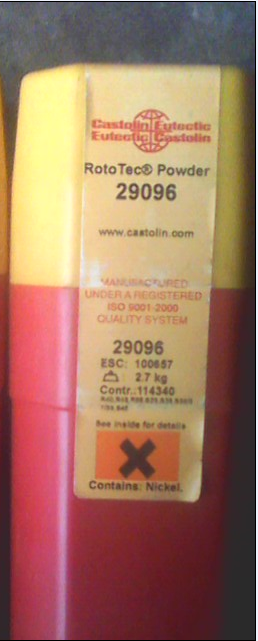 Castolin Eutectic
Eutectic Castolin
RotoTec® Powder
29096
www.castolin.com
MANUFACTURED
UNDER A REGISTERED
ISO 9001-2000
QUALITY SYSTEM
29096
ESC: 100657
2.7 kg
Contr.:114340
See inside for details
Contains: Nickel.